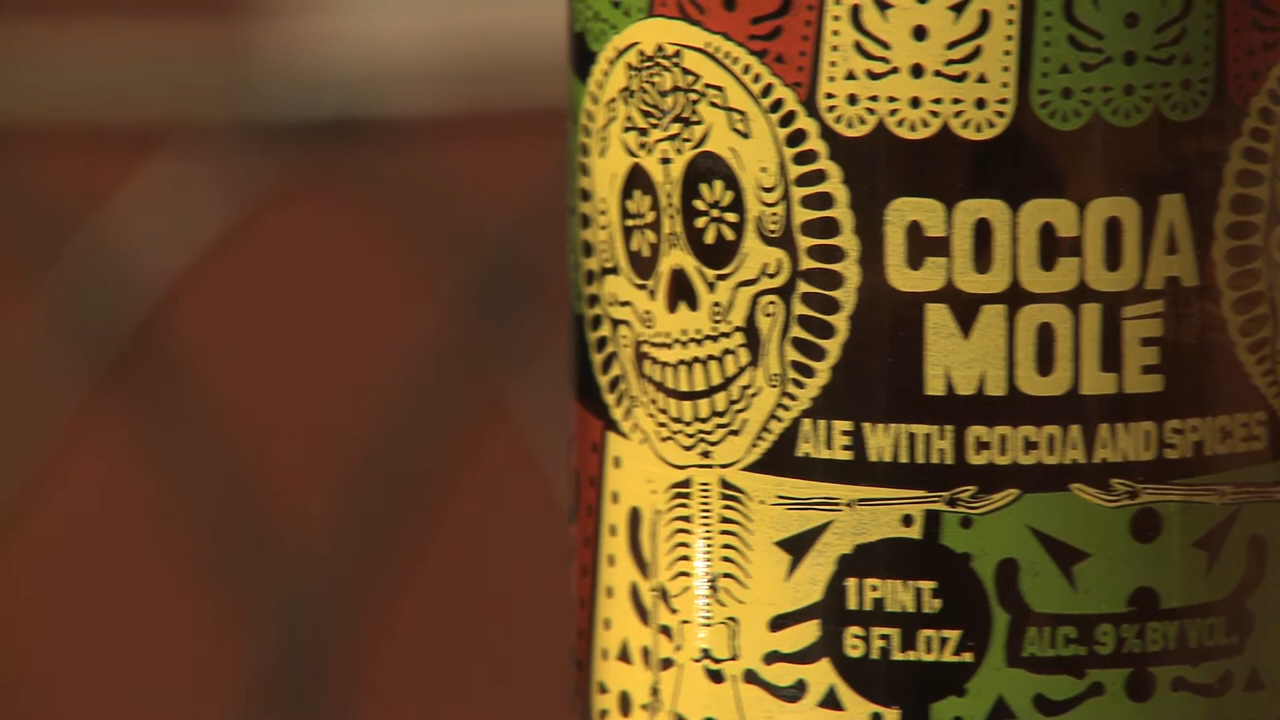 COCOA
MOLÉ
ALE WITH COCOA AND SPICES
1 PINT,
6 FL.OZ.
ALC. 9% BY VOL.